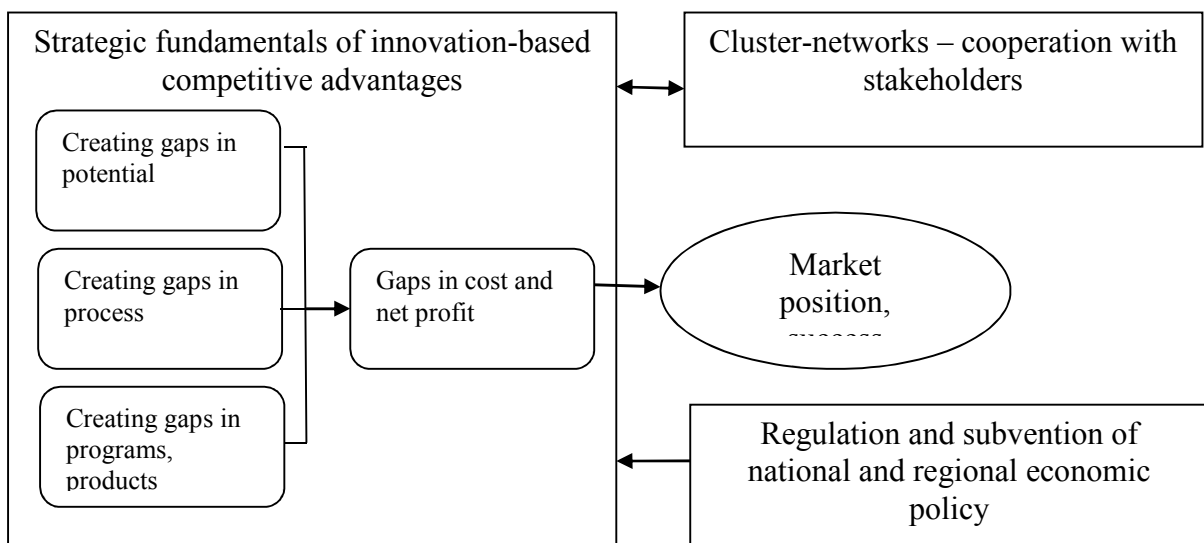 Strategic fundamentals of innovation-based
competitive advantages
Creating gaps in
potential
Creating gaps in
process
Creating gaps in
programs,
products
Gaps in cost and
net profit
Cluster-networks – cooperation with
stakeholders
Market
position,
success
Regulation and subvention of
national and regional economic
policy